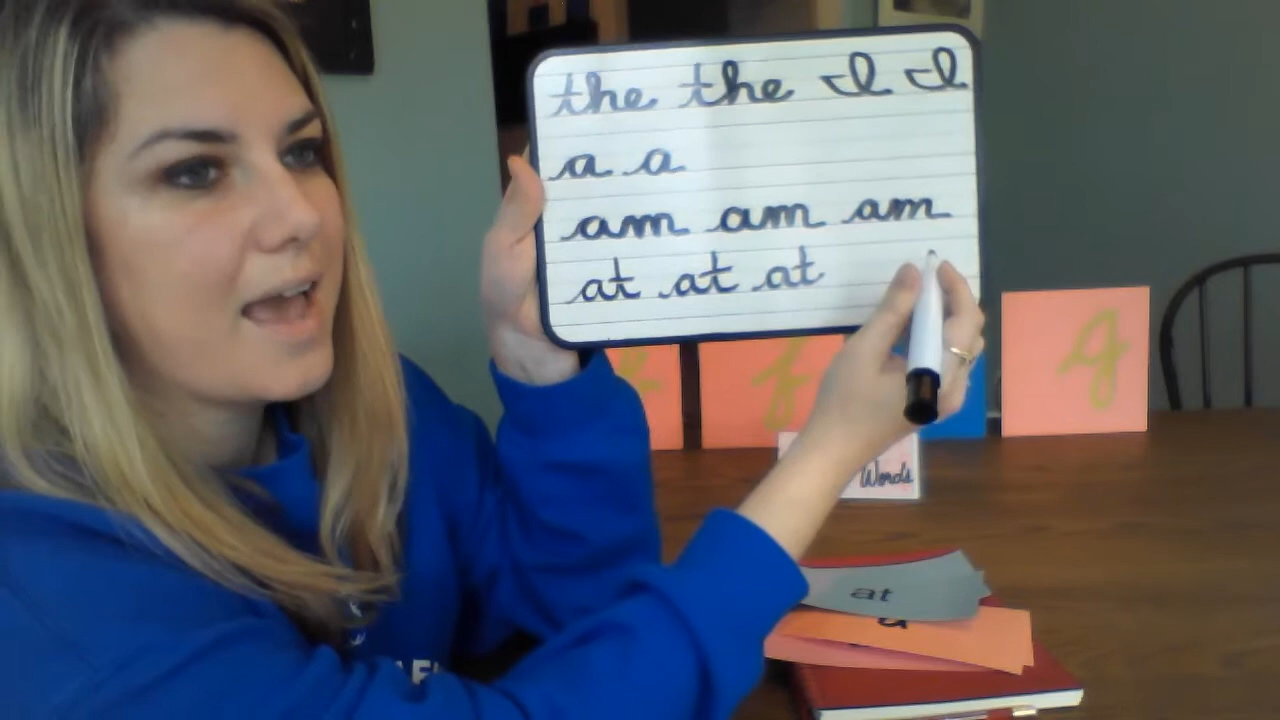 the the I I
a a
am am am
at at at
g
Words
at